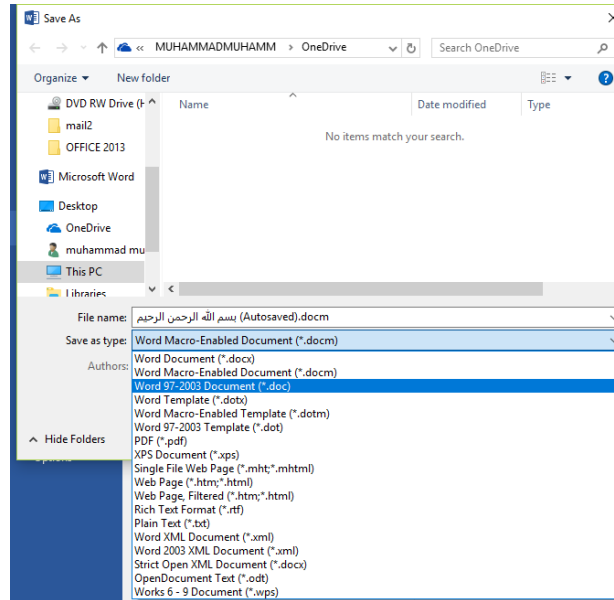 Save As
« MUHAMMADMUHAMM > OneDrive
Search OneDrive
Organize
New folder
DVD RW Drive (H
mail2
OFFICE 2013
Microsoft Word
Desktop
OneDrive
muhammad mu
This PC
Libraries
Name
Date modified
Type
No items match your search.
File name: بسم الله الرحمن الرحيم (Autosaved).docm
Save as type: Word Macro-Enabled Document (*.docm)
Authors:
Word Document (*.docx)
Word Macro-Enabled Document (*.docm)
Word 97-2003 Document (*.doc)
Word Template (*.dotx)
Word Macro-Enabled Template (*.dotm)
Word 97-2003 Template (*.dot)
PDF (*.pdf)
XPS Document (*.xps)
Single File Web Page (*.mht;*.mhtml)
Web Page (*.htm;*.html)
Web Page, Filtered (*.htm;*.html)
Rich Text Format (*.rtf)
Plain Text (*.txt)
Word XML Document (*.xml)
Word 2003 XML Document (*.xml)
Strict Open XML Document (*.docx)
OpenDocument Text (*.odt)
Works 6 - 9 Document (*.wps)
Hide Folders
Options